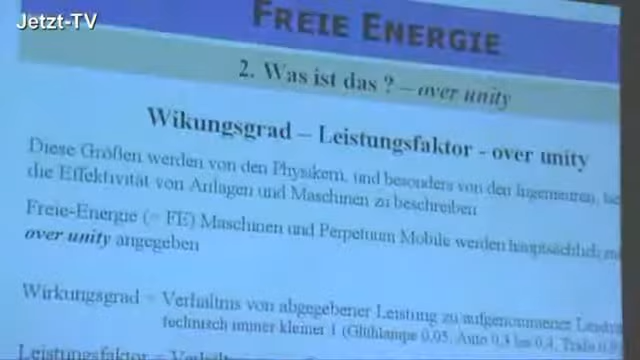 Jetzt-TV
FREIE ENERGIE
2. Was ist das ? – over unity
Wikungsgrad – Leistungsfaktor - over unity
Diese Größen werden von den Physikern, und besonders von den Ingenieuren,
die Effektivität von Anlagen und Maschinen zu beschreiben
Freie-Energie (= FE) Maschinen und Perpetuum Mobile werden hauptsächlich
over unity angegeben
Wirkungsgrad = Verhältnis von abgegebener Leistung zu aufgenommener
technisch immer kleiner 1 (Glühlampe 0,05, Auto 0,3 bis 0,4, Trafo
Leistungsfaktor =